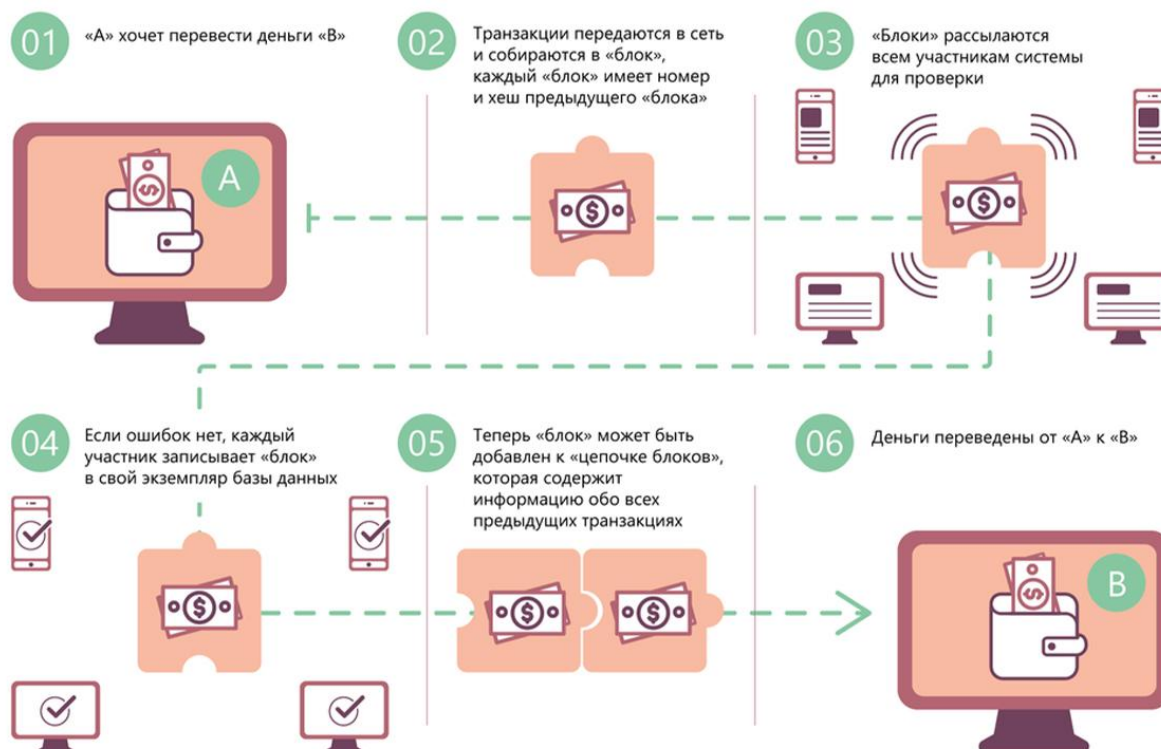 01
«А» хочет перевести деньги «В»
02
Транзакции передаются в сеть
и собираются в «блок»,
каждый «блок» имеет номер
и хеш предыдущего «блока»
03
«Блоки» рассылаются
всем участникам системы
для проверки
A
04
Если ошибок нет, каждый
участник записывает «блок»
в свой экземпляр базы данных
05
Теперь «блок» может быть
добавлен к «цепочке блоков»,
которая содержит
информацию обо всех
предыдущих транзакциях
06
Деньги переведены от «А» к «В»
B